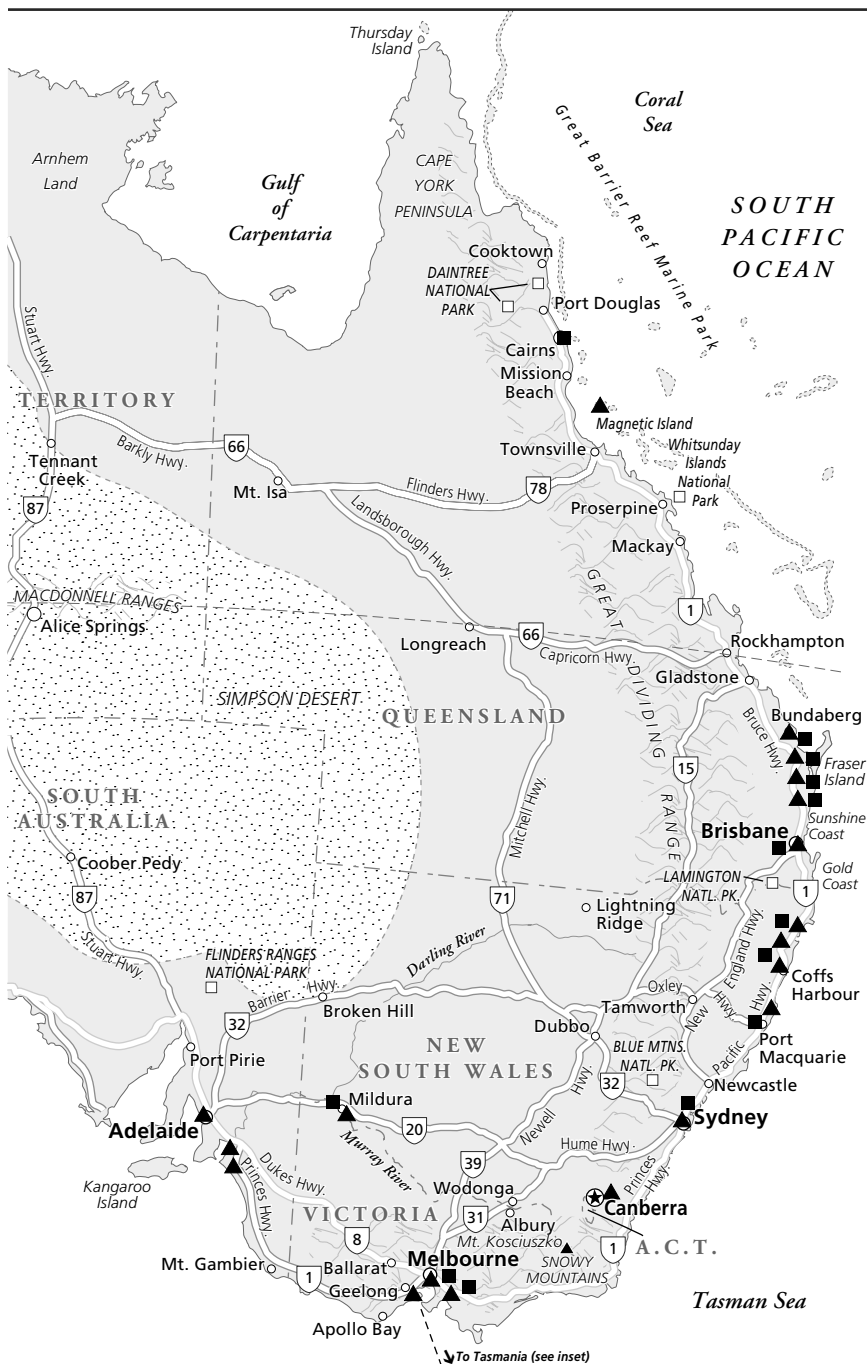 Thursday
Island
Coral
Sea
Great Barrier Reef Marine Park
Arnhem
Land
CAPE
YORK
PENINSULA
Gulf
of
Carpentaria
SOUTH
PACIFIC
OCEAN
Cooktown
DAINTREE
NATIONAL
PARK
Port Douglas
Stuart Hwy.
Cairns
Mission
Beach
TERRITORY
Magnetic Island
Whitsunday
Islands
National
Park
Barkly Hwy.
66
Townsville
Tennant
Creek
Mt. Isa
Flinders Hwy.
78
87
Landsborough Hwy.
Proserpine
Mackay
GREAT DIVIDING RANGE
MACDONNELL RANGES
Alice Springs
1
Longreach
66
Capricorn Hwy.
Rockhampton
Gladstone
SIMPSON DESERT
QUEENSLAND
Bruce Hwy.
Bundaberg
Fraser
Island
15
SOUTH
AUSTRALIA
Mitchell Hwy.
Sunshine
Coast
Brisbane
Coober Pedy
LAMINGTON
NATL. PK.
Gold
Coast
87
71
1
Lightning
Ridge
Stuart Hwy.
FLINDERS RANGES
NATIONAL PARK
Darling River
New England Hwy.
Barrier Hwy.
Broken Hill
Oxley Hwy.
Tamworth
Coffs
Harbour
32
Dubbo
Pacific Hwy.
Port
Macquarie
Port Pirie
NEW
SOUTH WALES
BLUE MTNS.
NATL. PK.
32
Newcastle
Mildura
Adelaide
20
Newell Hwy.
Sydney
Murray River
Hume Hwy.
Dukes Hwy.
Princes Hwy.
Kangaroo
Island
39
Wodonga
Princes Hwy.
Canberra
VICTORIA
31
Albury
Mt. Kosciuszko
A.C.T.
8
Melbourne
SNOWY
MOUNTAINS
1
Mt. Gambier
1
Ballarat
Geelong
Apollo Bay
Tasman Sea
To Tasmania (see inset)